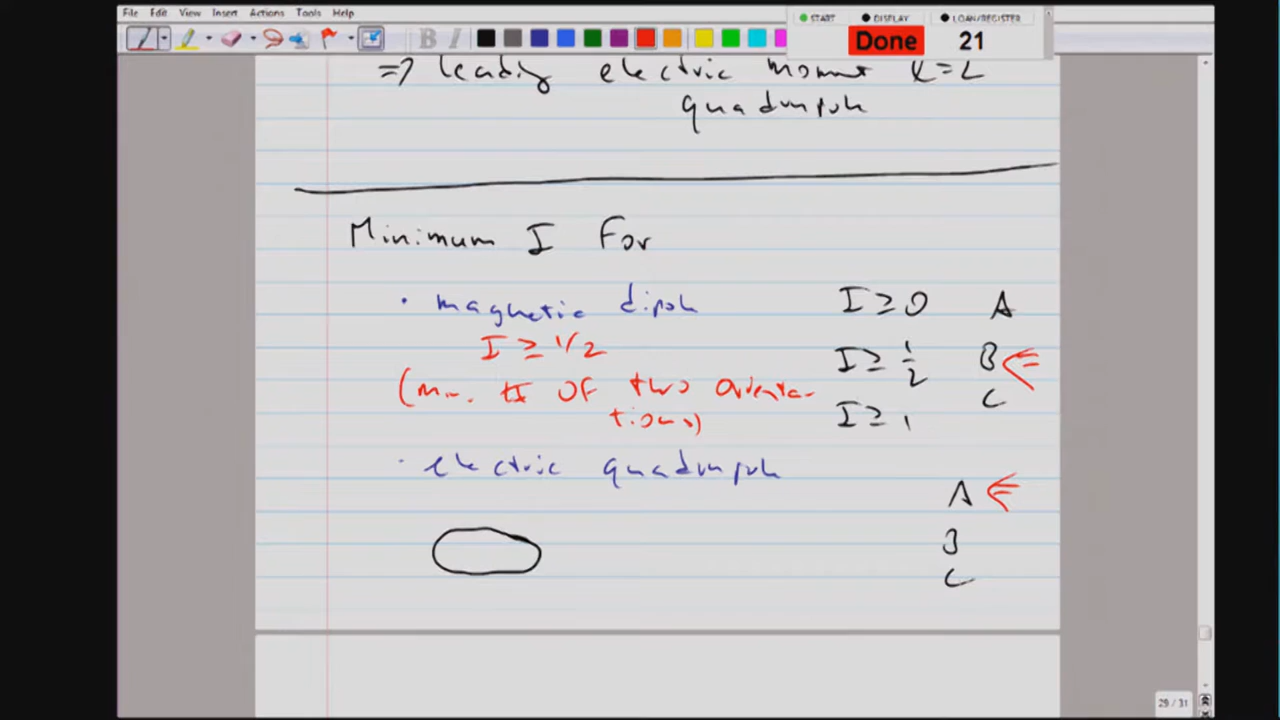 File Edit View Insert Actions Tools Help
START DISPLAY LOAN/REGISTER
Done 21
B I
=> leading electric moment K=2
quadrupole
Minimum I For
• magnetic dipole I ≥ 0 A
I ≥ 1/2
I ≥ 1/2 B
(min. # of two orienta-
tions) I ≥ 1 C
• electric quadrupole
A
B
C
29 / 31